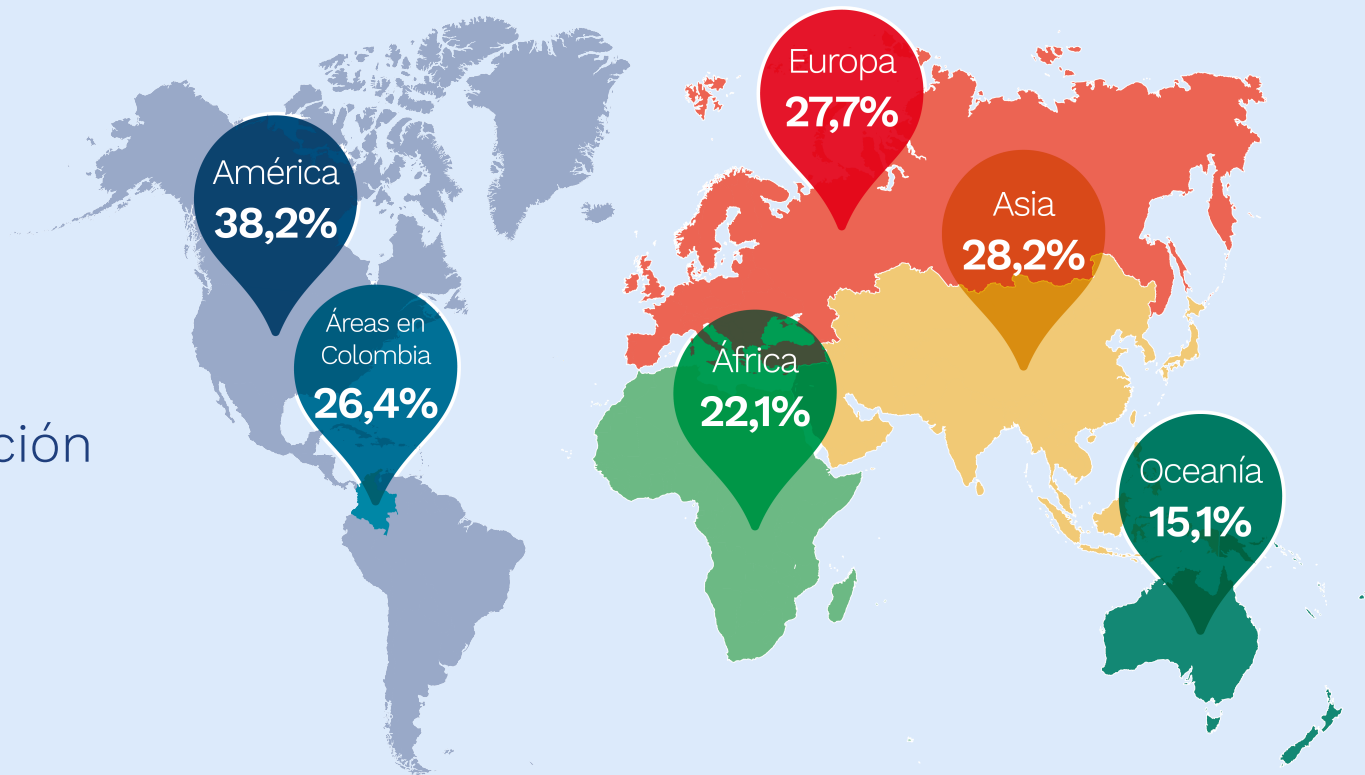 Europa
27,7%
América
38,2%
Asia
28,2%
Áreas en
Colombia
26,4%
África
22,1%
ción
Oceanía
15,1%